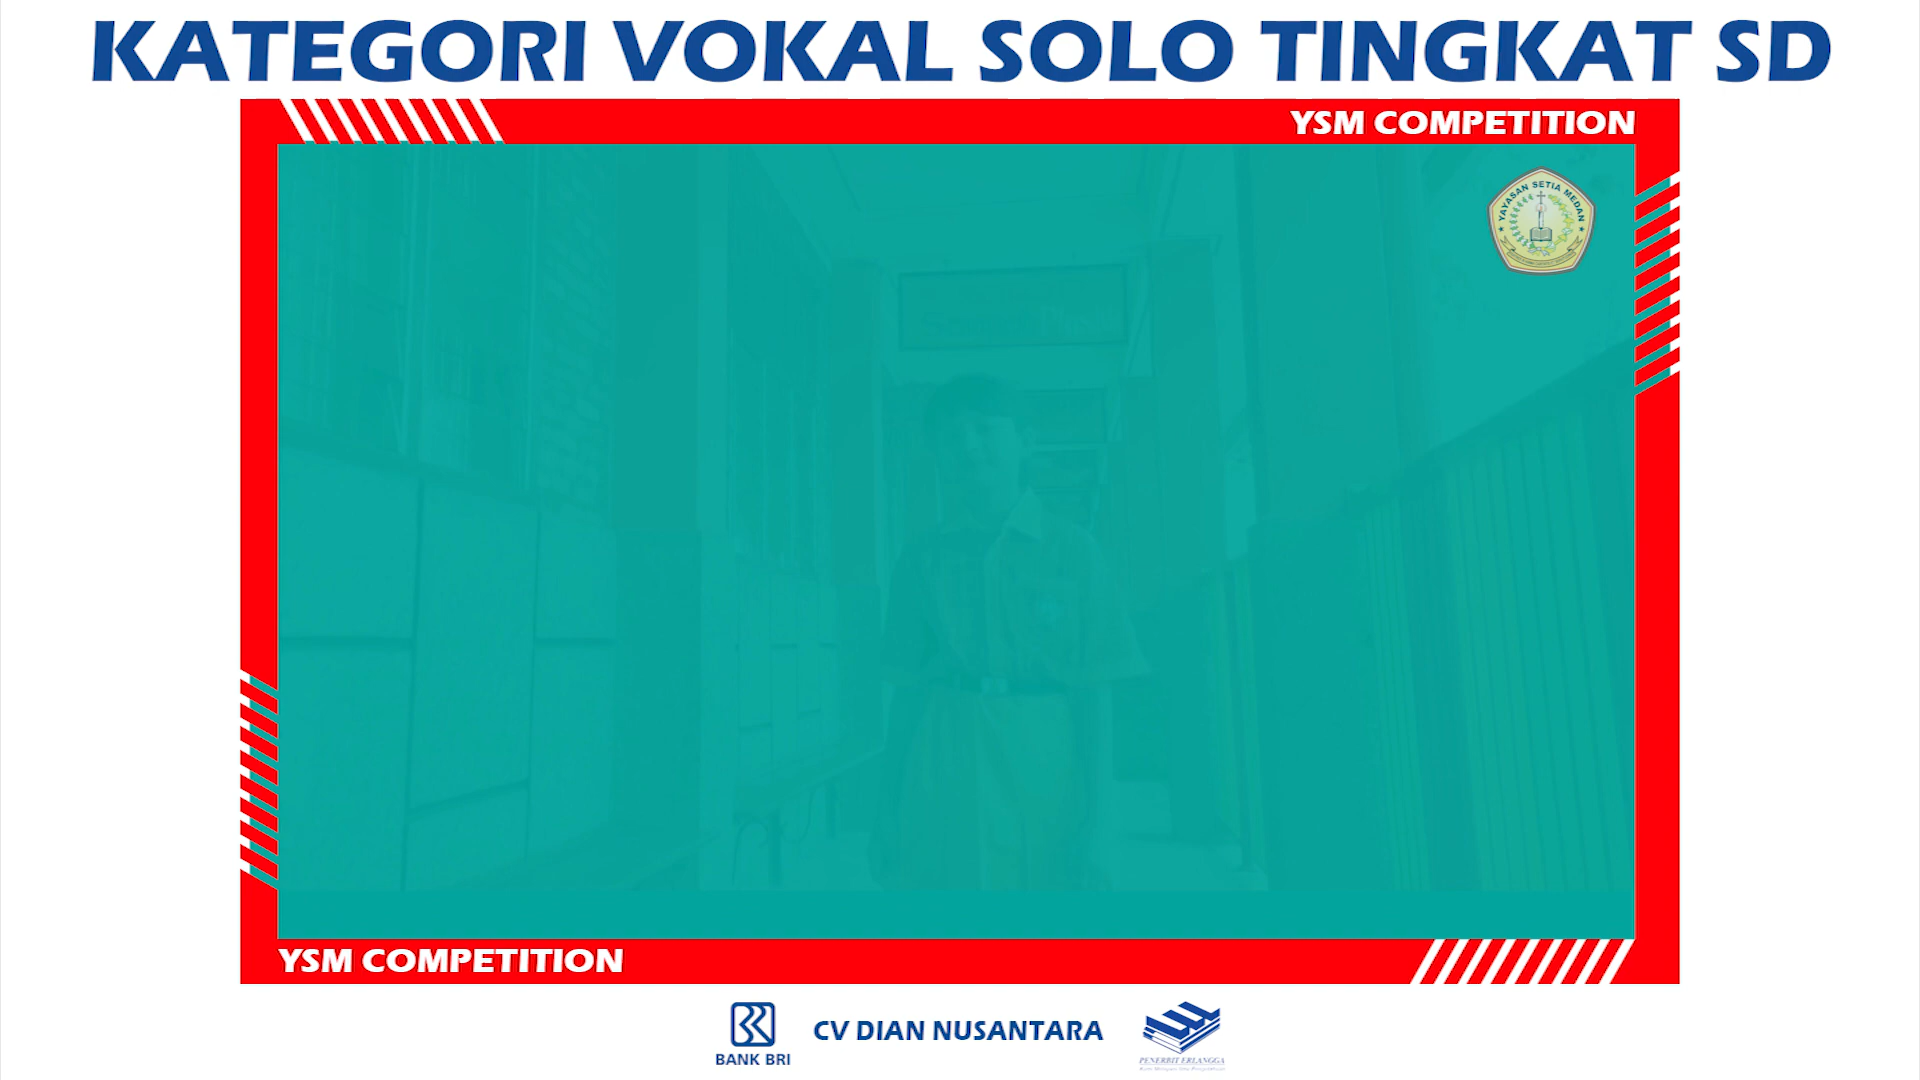 KATEGORI VOKAL SOLO TINGKAT SD
YSM COMPETITION
YAYASAN SETIA MEDAN
YSM COMPETITION
BANK BRI
CV DIAN NUSANTARA
PENERBIT ERLANGGA